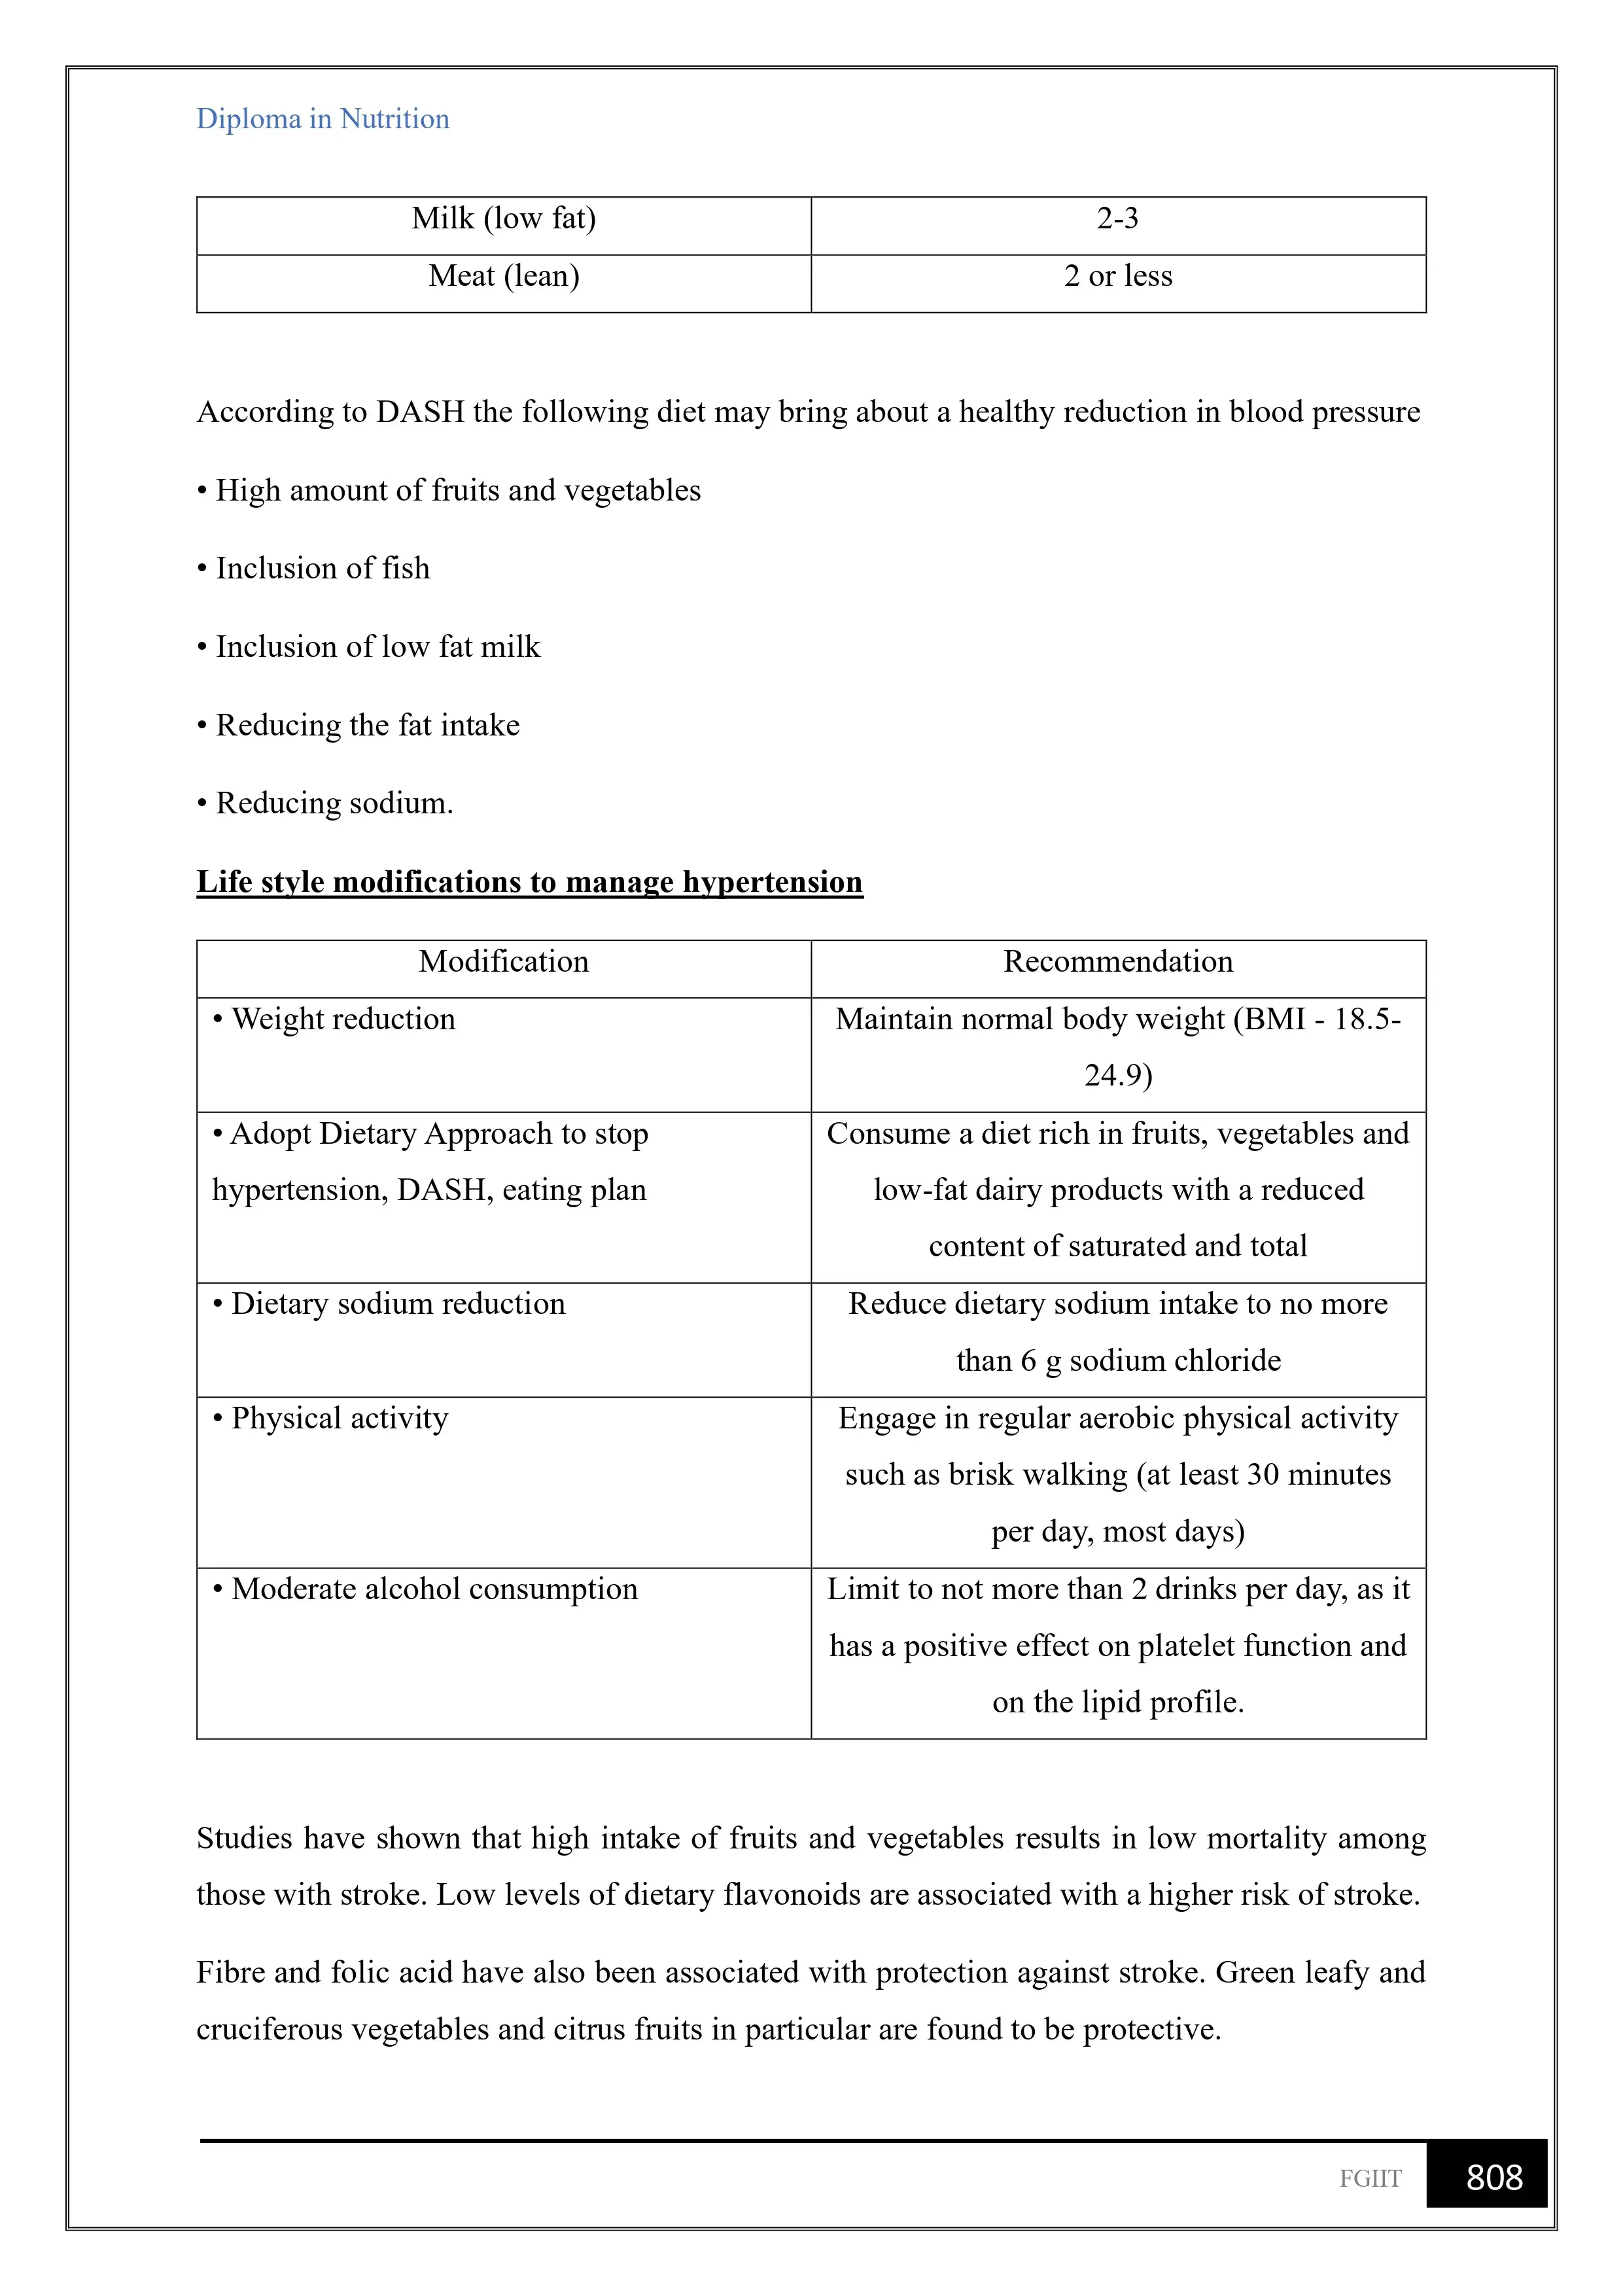 Diploma in Nutrition
Milk (low fat) 2-3
Meat (lean) 2 or less
According to DASH the following diet may bring about a healthy reduction in blood pressure
• High amount of fruits and vegetables
• Inclusion of fish
• Inclusion of low fat milk
• Reducing the fat intake
• Reducing sodium.
Life style modifications to manage hypertension
Modification Recommendation
• Weight reduction
Maintain normal body weight (BMI - 18.5-
24.9)
• Adopt Dietary Approach to stop
hypertension, DASH, eating plan
Consume a diet rich in fruits, vegetables and
low-fat dairy products with a reduced
content of saturated and total
• Dietary sodium reduction
Reduce dietary sodium intake to no more
than 6 g sodium chloride
• Physical activity
Engage in regular aerobic physical activity
such as brisk walking (at least 30 minutes
per day, most days)
• Moderate alcohol consumption
Limit to not more than 2 drinks per day, as it
has a positive effect on platelet function and
on the lipid profile.
Studies have shown that high intake of fruits and vegetables results in low mortality among
those with stroke. Low levels of dietary flavonoids are associated with a higher risk of stroke.
Fibre and folic acid have also been associated with protection against stroke. Green leafy and
cruciferous vegetables and citrus fruits in particular are found to be protective.
FGIIT 808